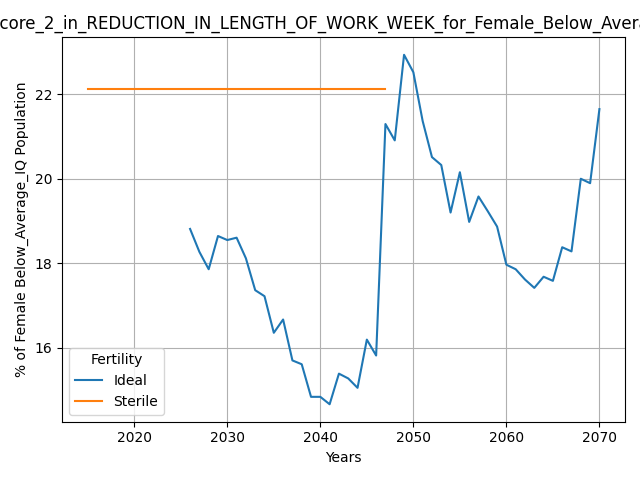 core_2_in_REDUCTION_IN_LENGTH_OF_WORK_WEEK_for_Female_Below_Avera
% of Female Below_Average_IQ Population
22
20
18
16
Fertility
Ideal
Sterile
2020 2030 2040 2050 2060 2070
Years